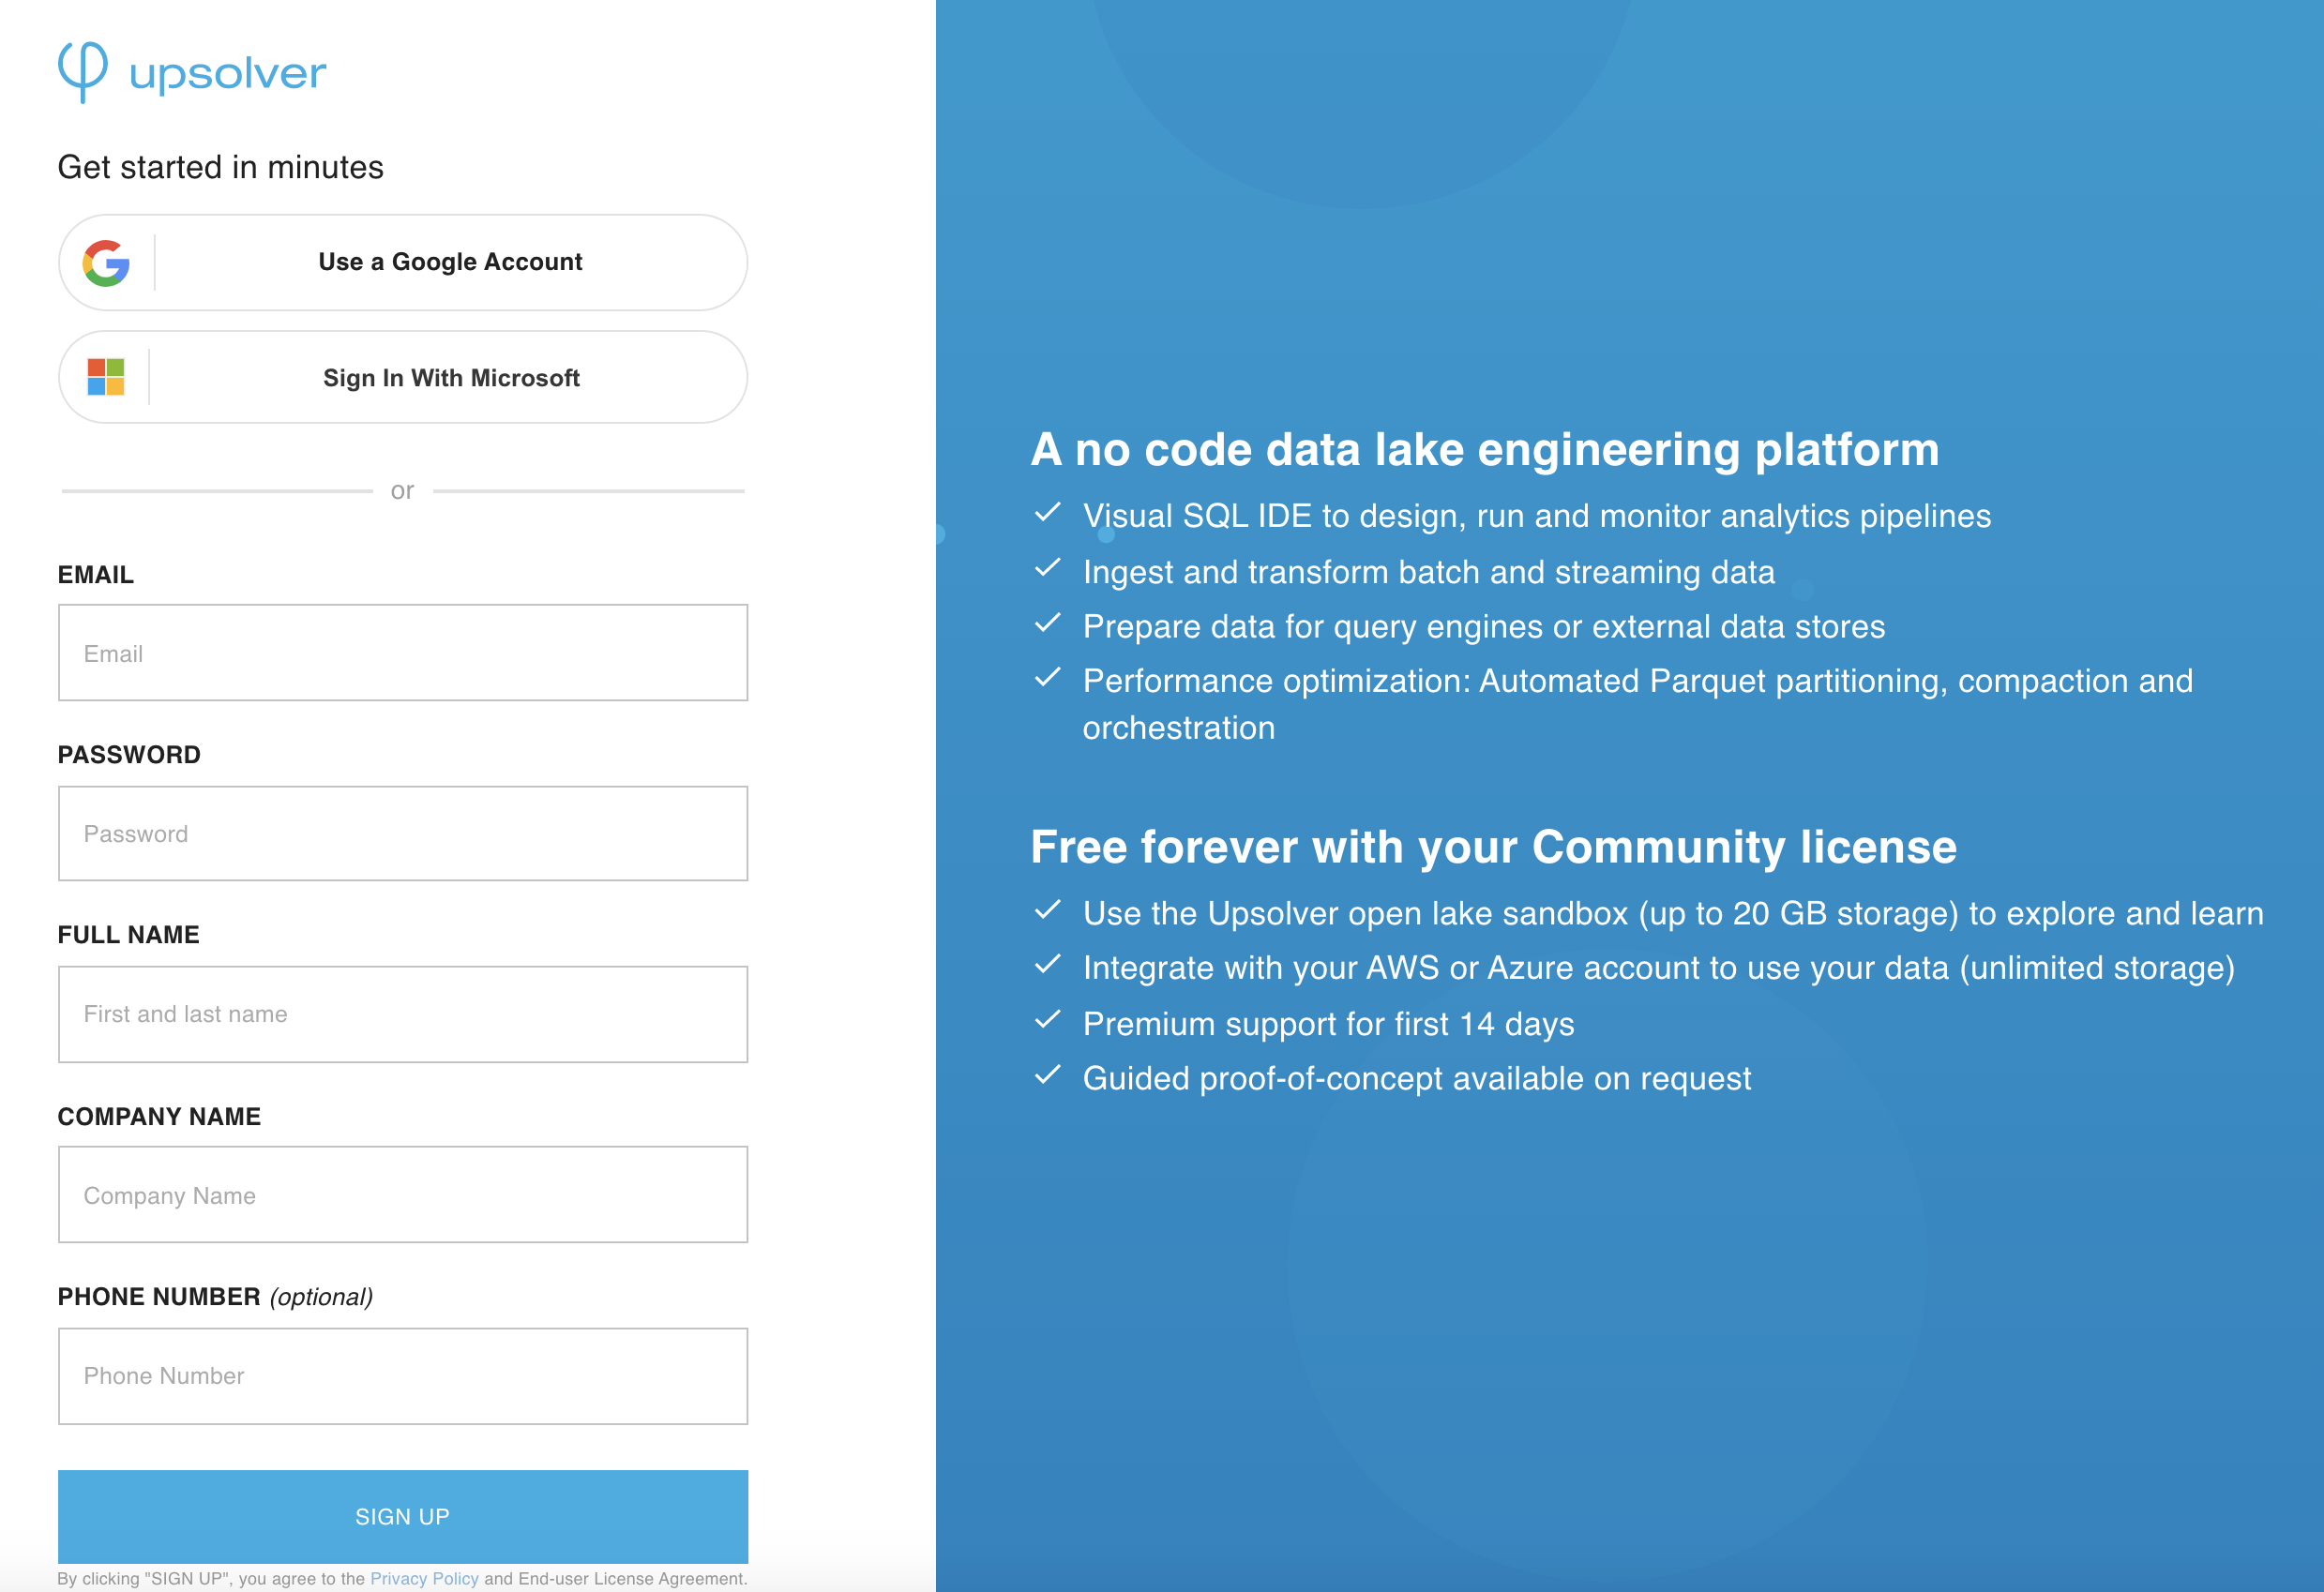 upsolver
Get started in minutes
Use a Google Account
Sign In With Microsoft
or
EMAIL
Email
PASSWORD
Password
FULL NAME
First and last name
COMPANY NAME
Company Name
PHONE NUMBER (optional)
Phone Number
SIGN UP
By clicking "SIGN UP", you agree to the Privacy Policy and End-user License Agreement.
A no code data lake engineering platform
Visual SQL IDE to design, run and monitor analytics pipelines
Ingest and transform batch and streaming data
Prepare data for query engines or external data stores
Performance optimization: Automated Parquet partitioning, compaction and
orchestration
Free forever with your Community license
Use the Upsolver open lake sandbox (up to 20 GB storage) to explore and learn
Integrate with your AWS or Azure account to use your data (unlimited storage)
Premium support for first 14 days
Guided proof-of-concept available on request